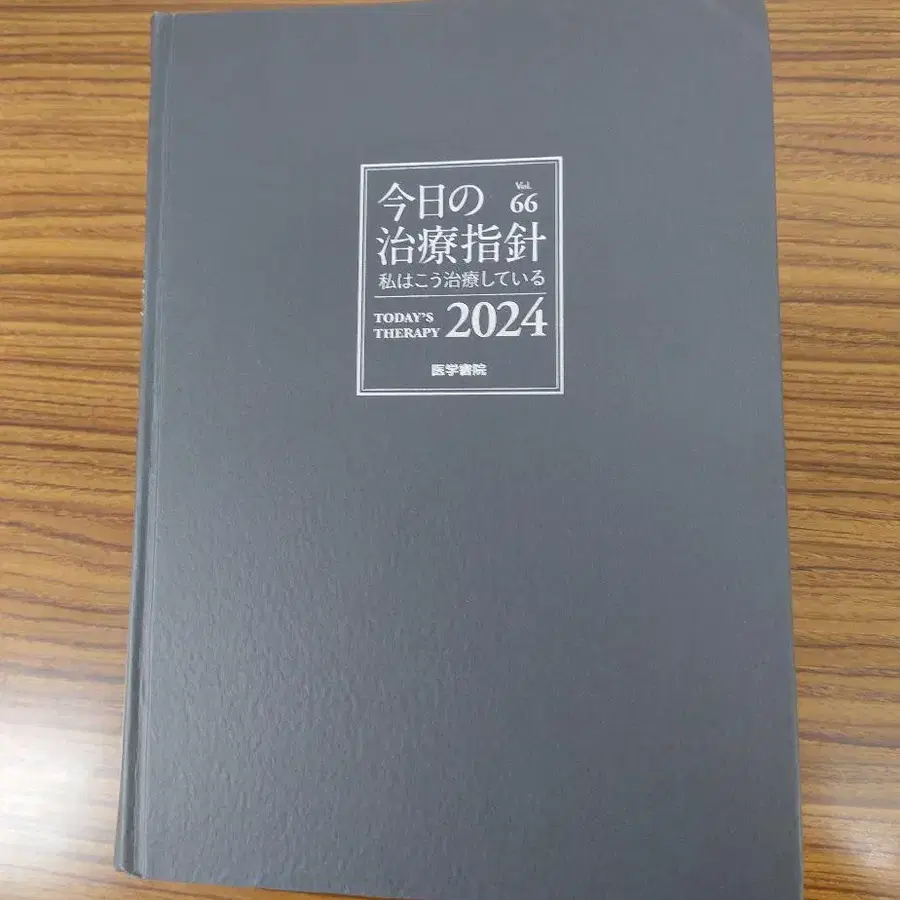 今日の Vol. 66
治療指針
私はこう治療している
TODAY'S
THERAPY 2024
医学書院